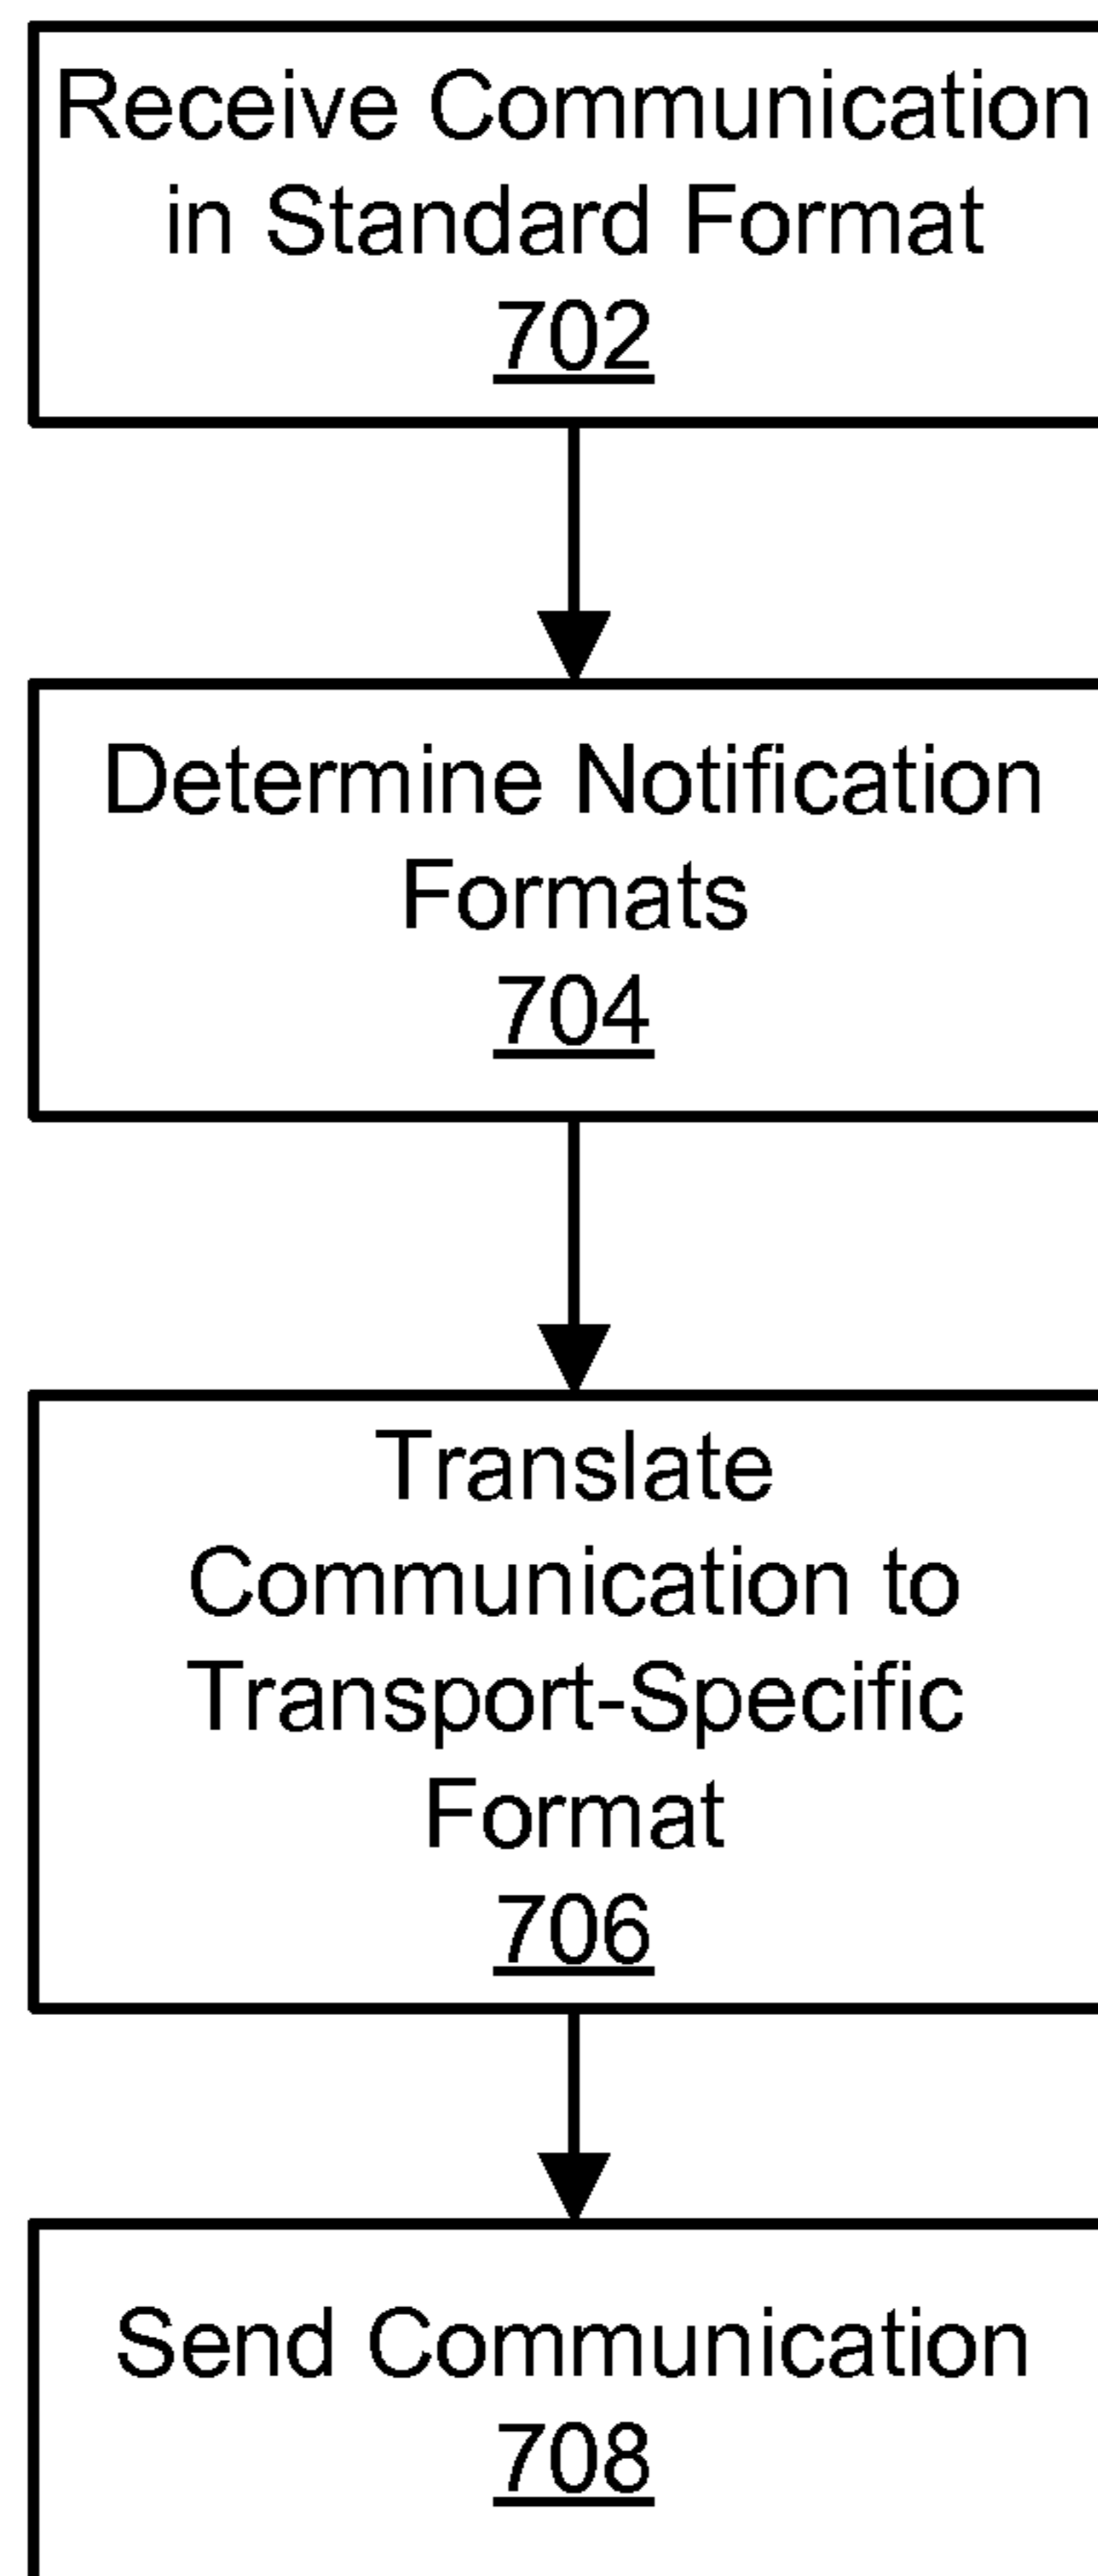 Receive Communication
in Standard Format
702
Determine Notification
Formats
704
Translate
Communication to
Transport-Specific
Format
706
Send Communication
708